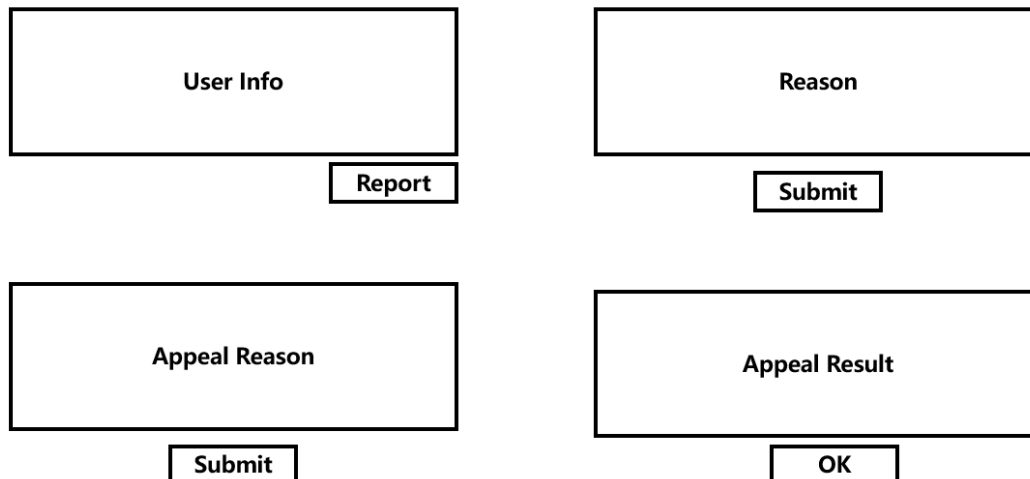 User Info
Reason
Report
Submit
Appeal Reason
Appeal Result
Submit
OK